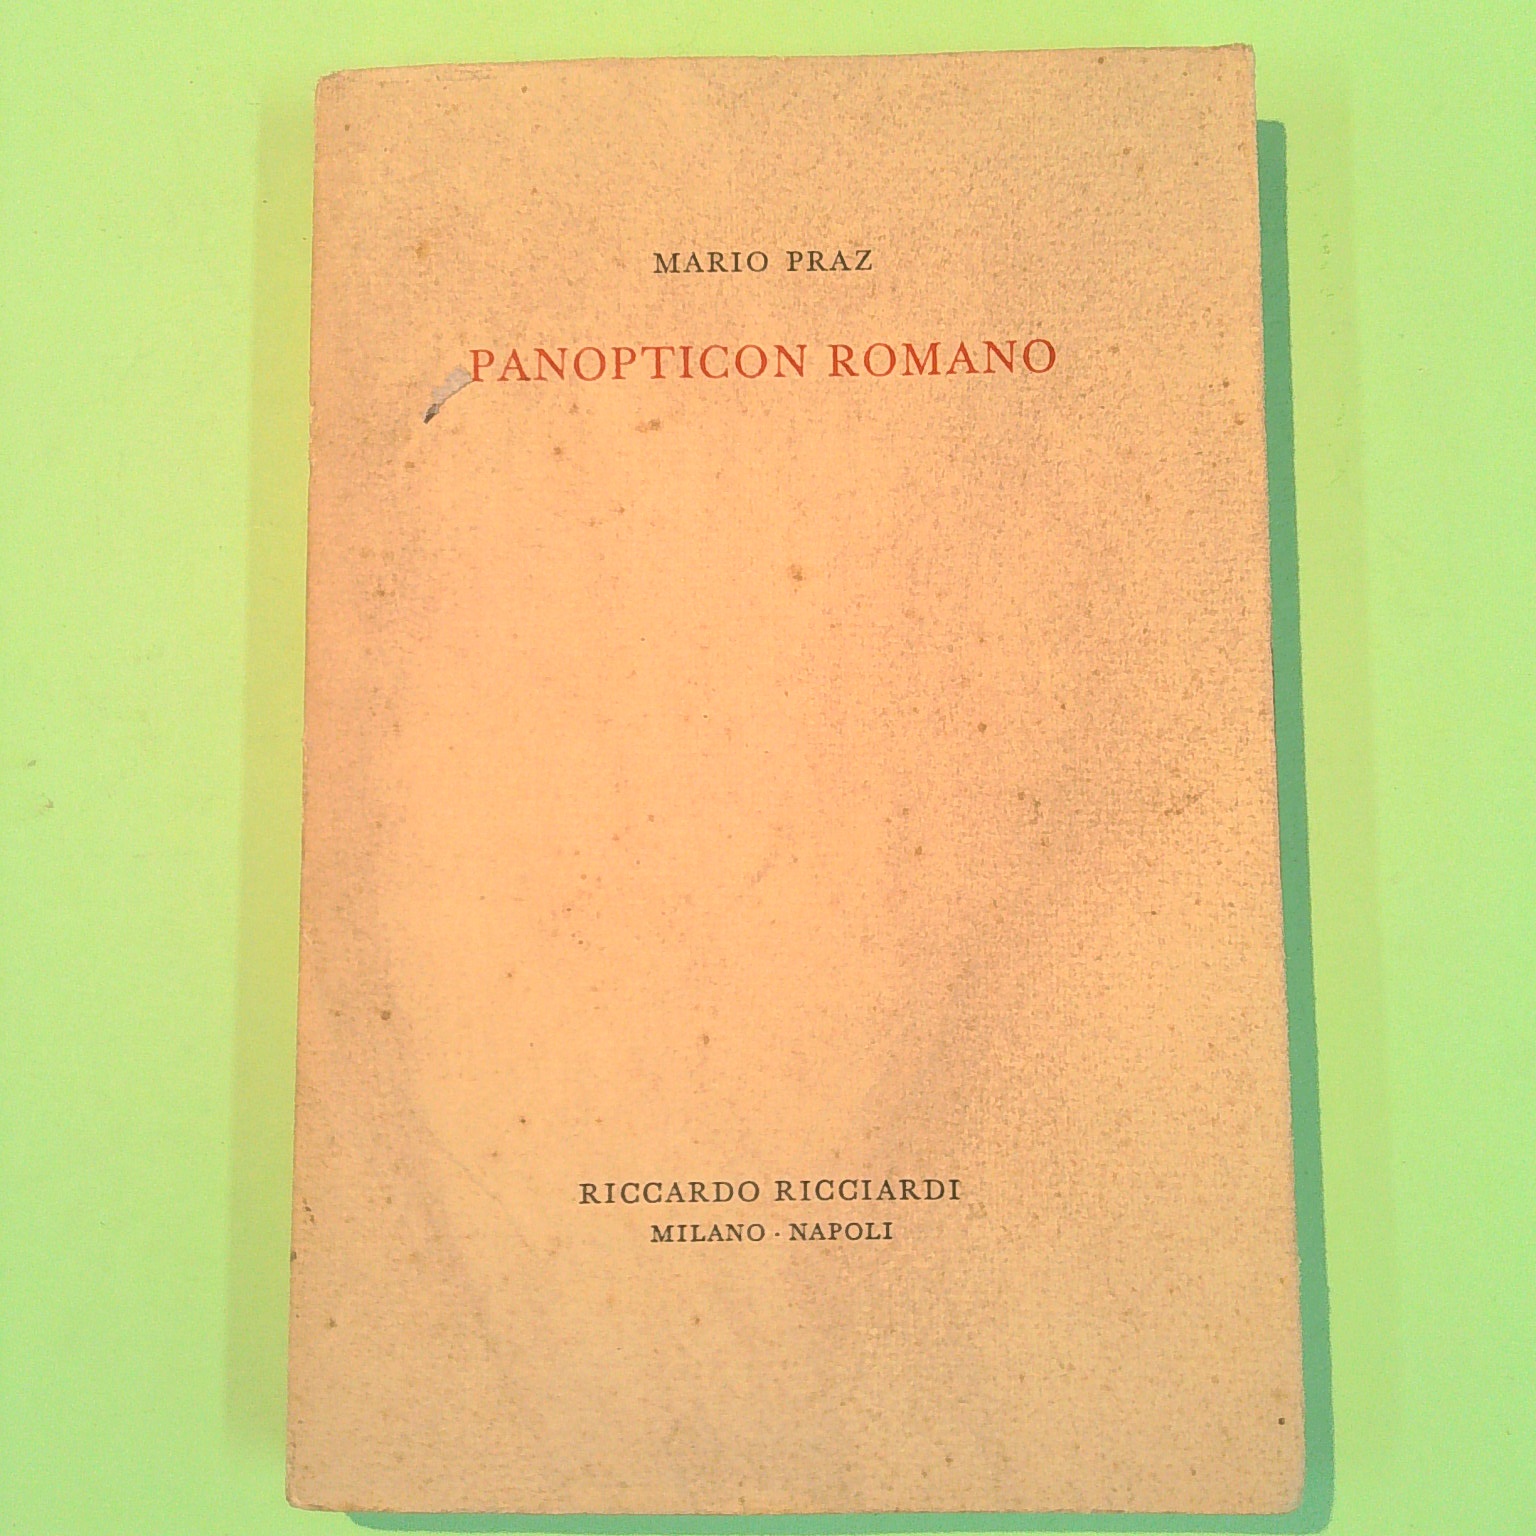 MARIO PRAZ
PANOPTICON ROMANO
RICCARDO RICCIARDI
MILANO · NAPOLI